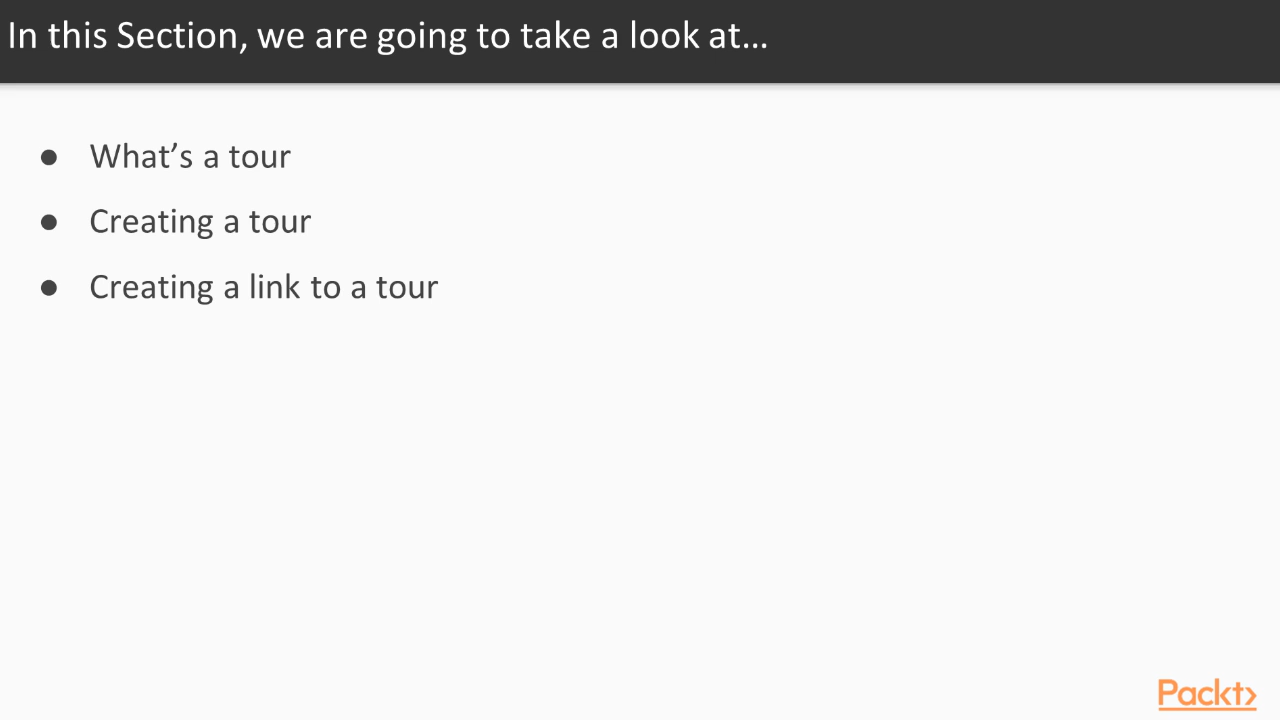 In this Section, we are going to take a look at…
● What’s a tour
● Creating a tour
● Creating a link to a tour
Packt>